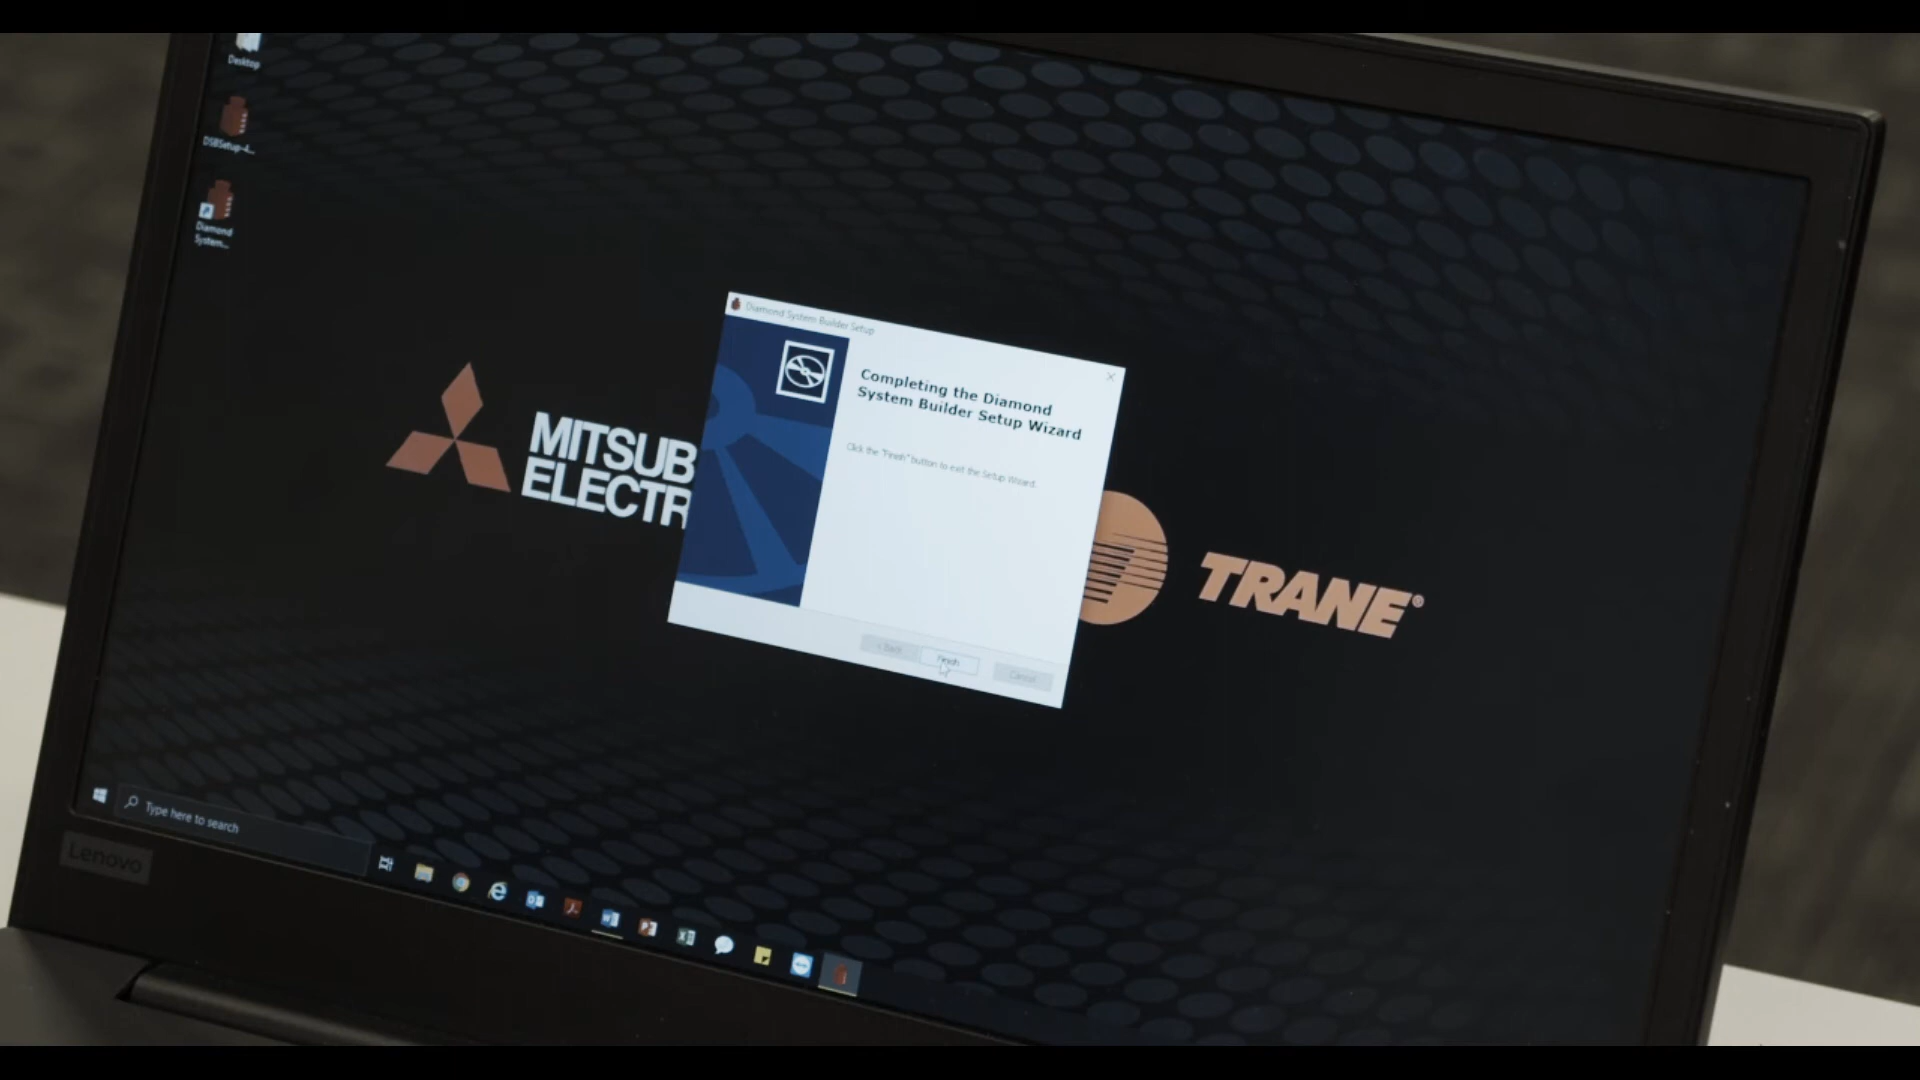 Desktop
DSBSetup-4...
Diamond
System...
Diamond System Builder Setup
Completing the Diamond
System Builder Setup Wizard
Click the "Finish" button to exit the Setup Wizard.
MITSUB
ELECTR
TRANE®
< Back
Finish
Cancel
Type here to search
Lenovo